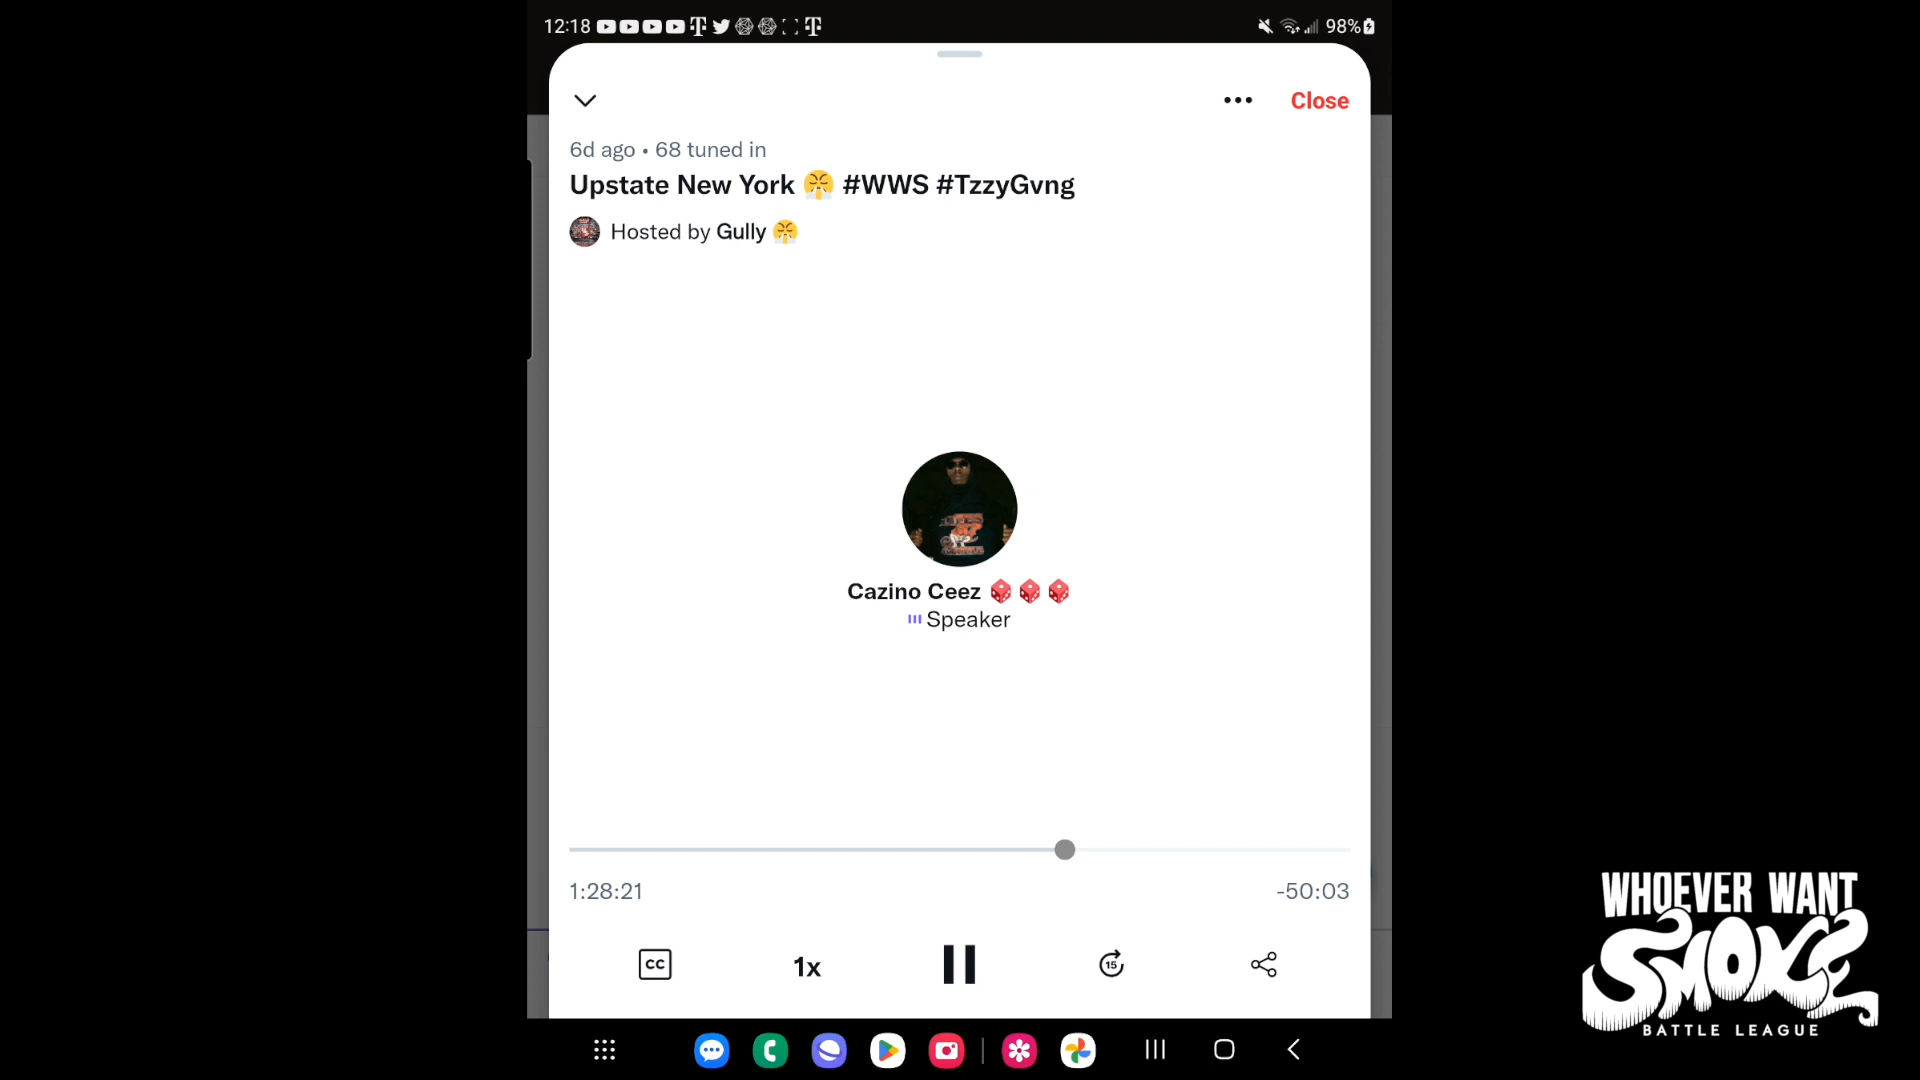 12:18
98%
Close
6d ago • 68 tuned in
Upstate New York 😤 #WWS #TzzyGvng
Hosted by Gully 😤
Cazino Ceez 🎲🎲🎲
Speaker
1:28:21
-50:03
CC
1x
15
WHOEVER WANT
SMOKE
BATTLE LEAGUE